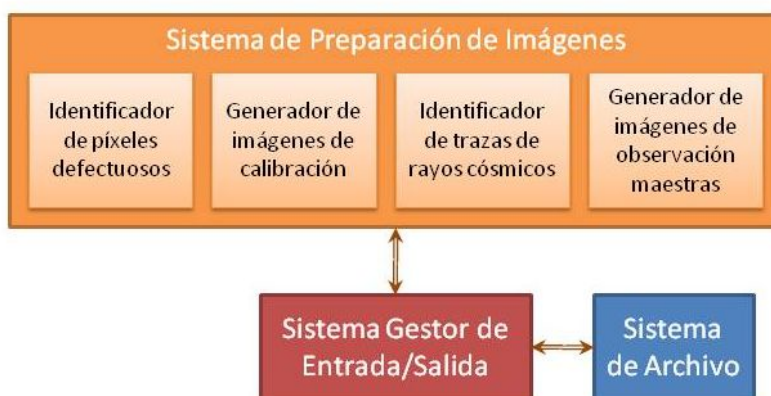 Sistema de Preparación de Imágenes
Identificador
de píxeles
defectuosos
Generador de
imágenes de
calibración
Identificador
de trazas de
rayos cósmicos
Generador de
imágenes de
observación
maestras
Sistema Gestor de
Entrada/Salida
Sistema
de Archivo